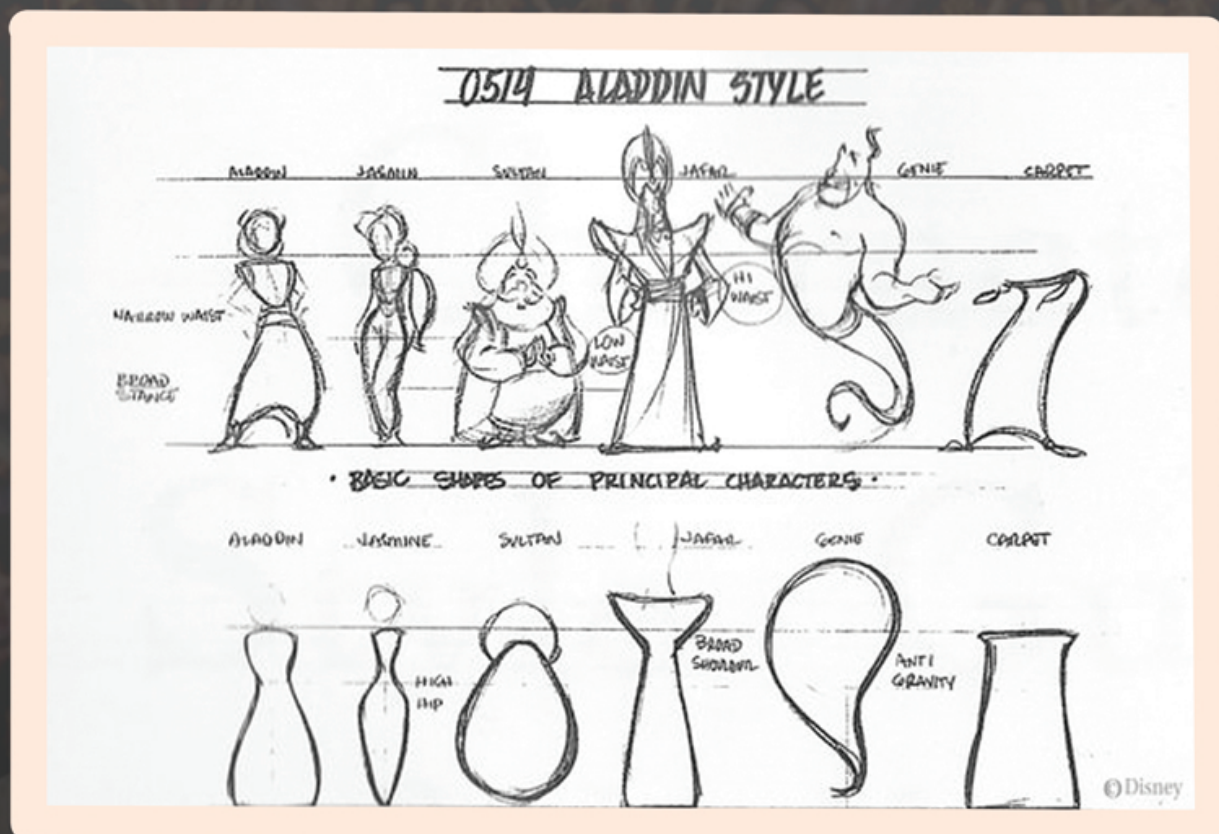 0514 ALADDIN STYLE
ALADDIN JASMIN SULTAN JAFAR GENIE CARPET
NARROW WAIST
BROAD
STANCE
LOW
WAIST
HI
WAIST
• BASIC SHAPES OF PRINCIPAL CHARACTERS •
ALADDIN JASMINE SULTAN JAFAR GENIE CARPET
HIGH
HIP
BROAD
SHOULDER
ANTI
GRAVITY
©Disney